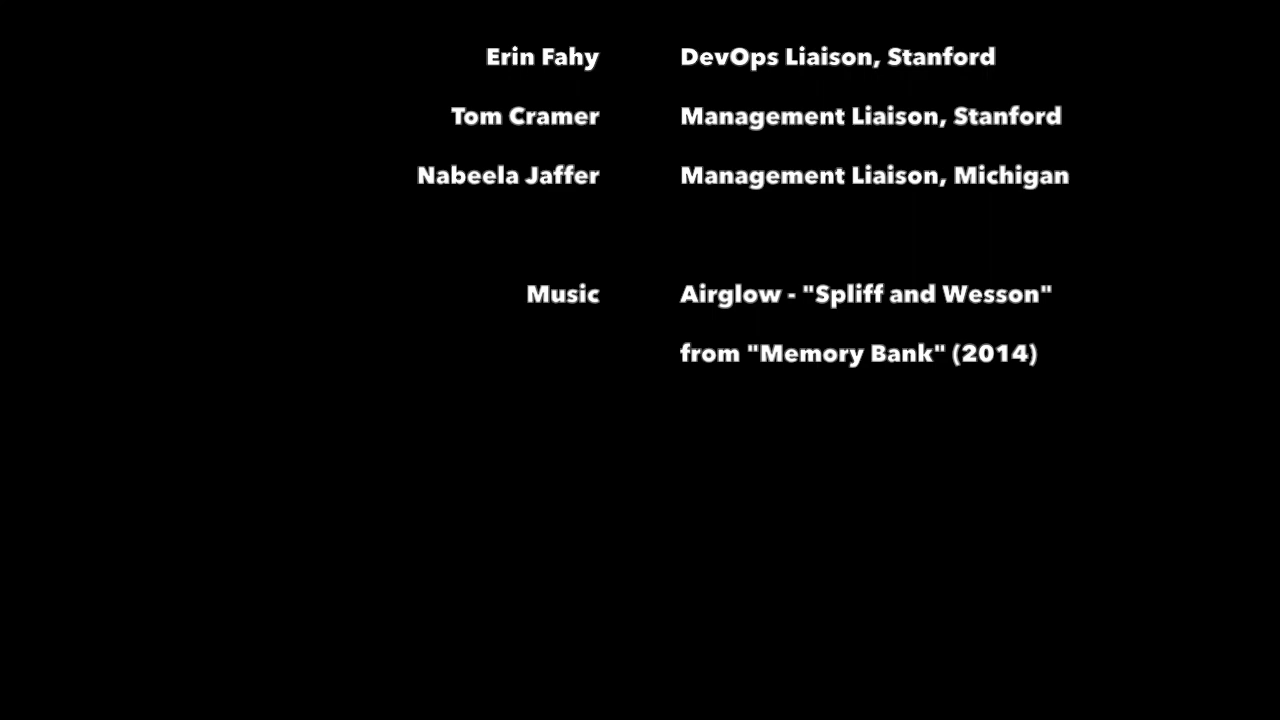 Erin Fahy DevOps Liaison, Stanford
Tom Cramer Management Liaison, Stanford
Nabeela Jaffer Management Liaison, Michigan
Music Airglow - "Spliff and Wesson"
from "Memory Bank" (2014)